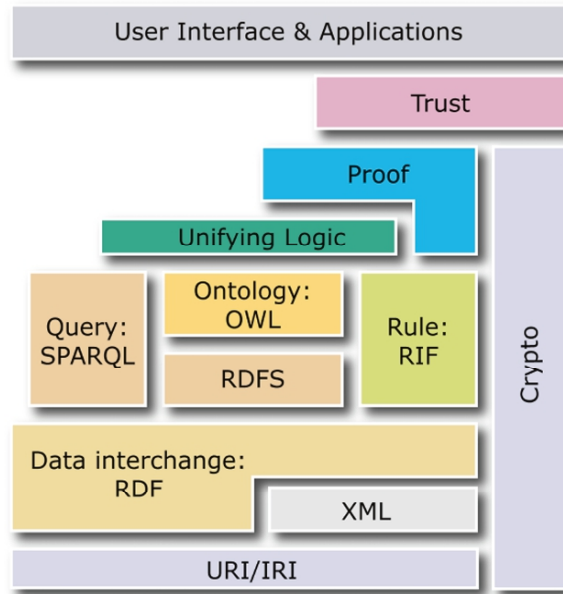 User Interface & Applications
Trust
Proof
Unifying Logic
Query:
SPARQL
Ontology:
OWL
RDFS
Rule:
RIF
Crypto
Data interchange:
RDF
XML
URI/IRI